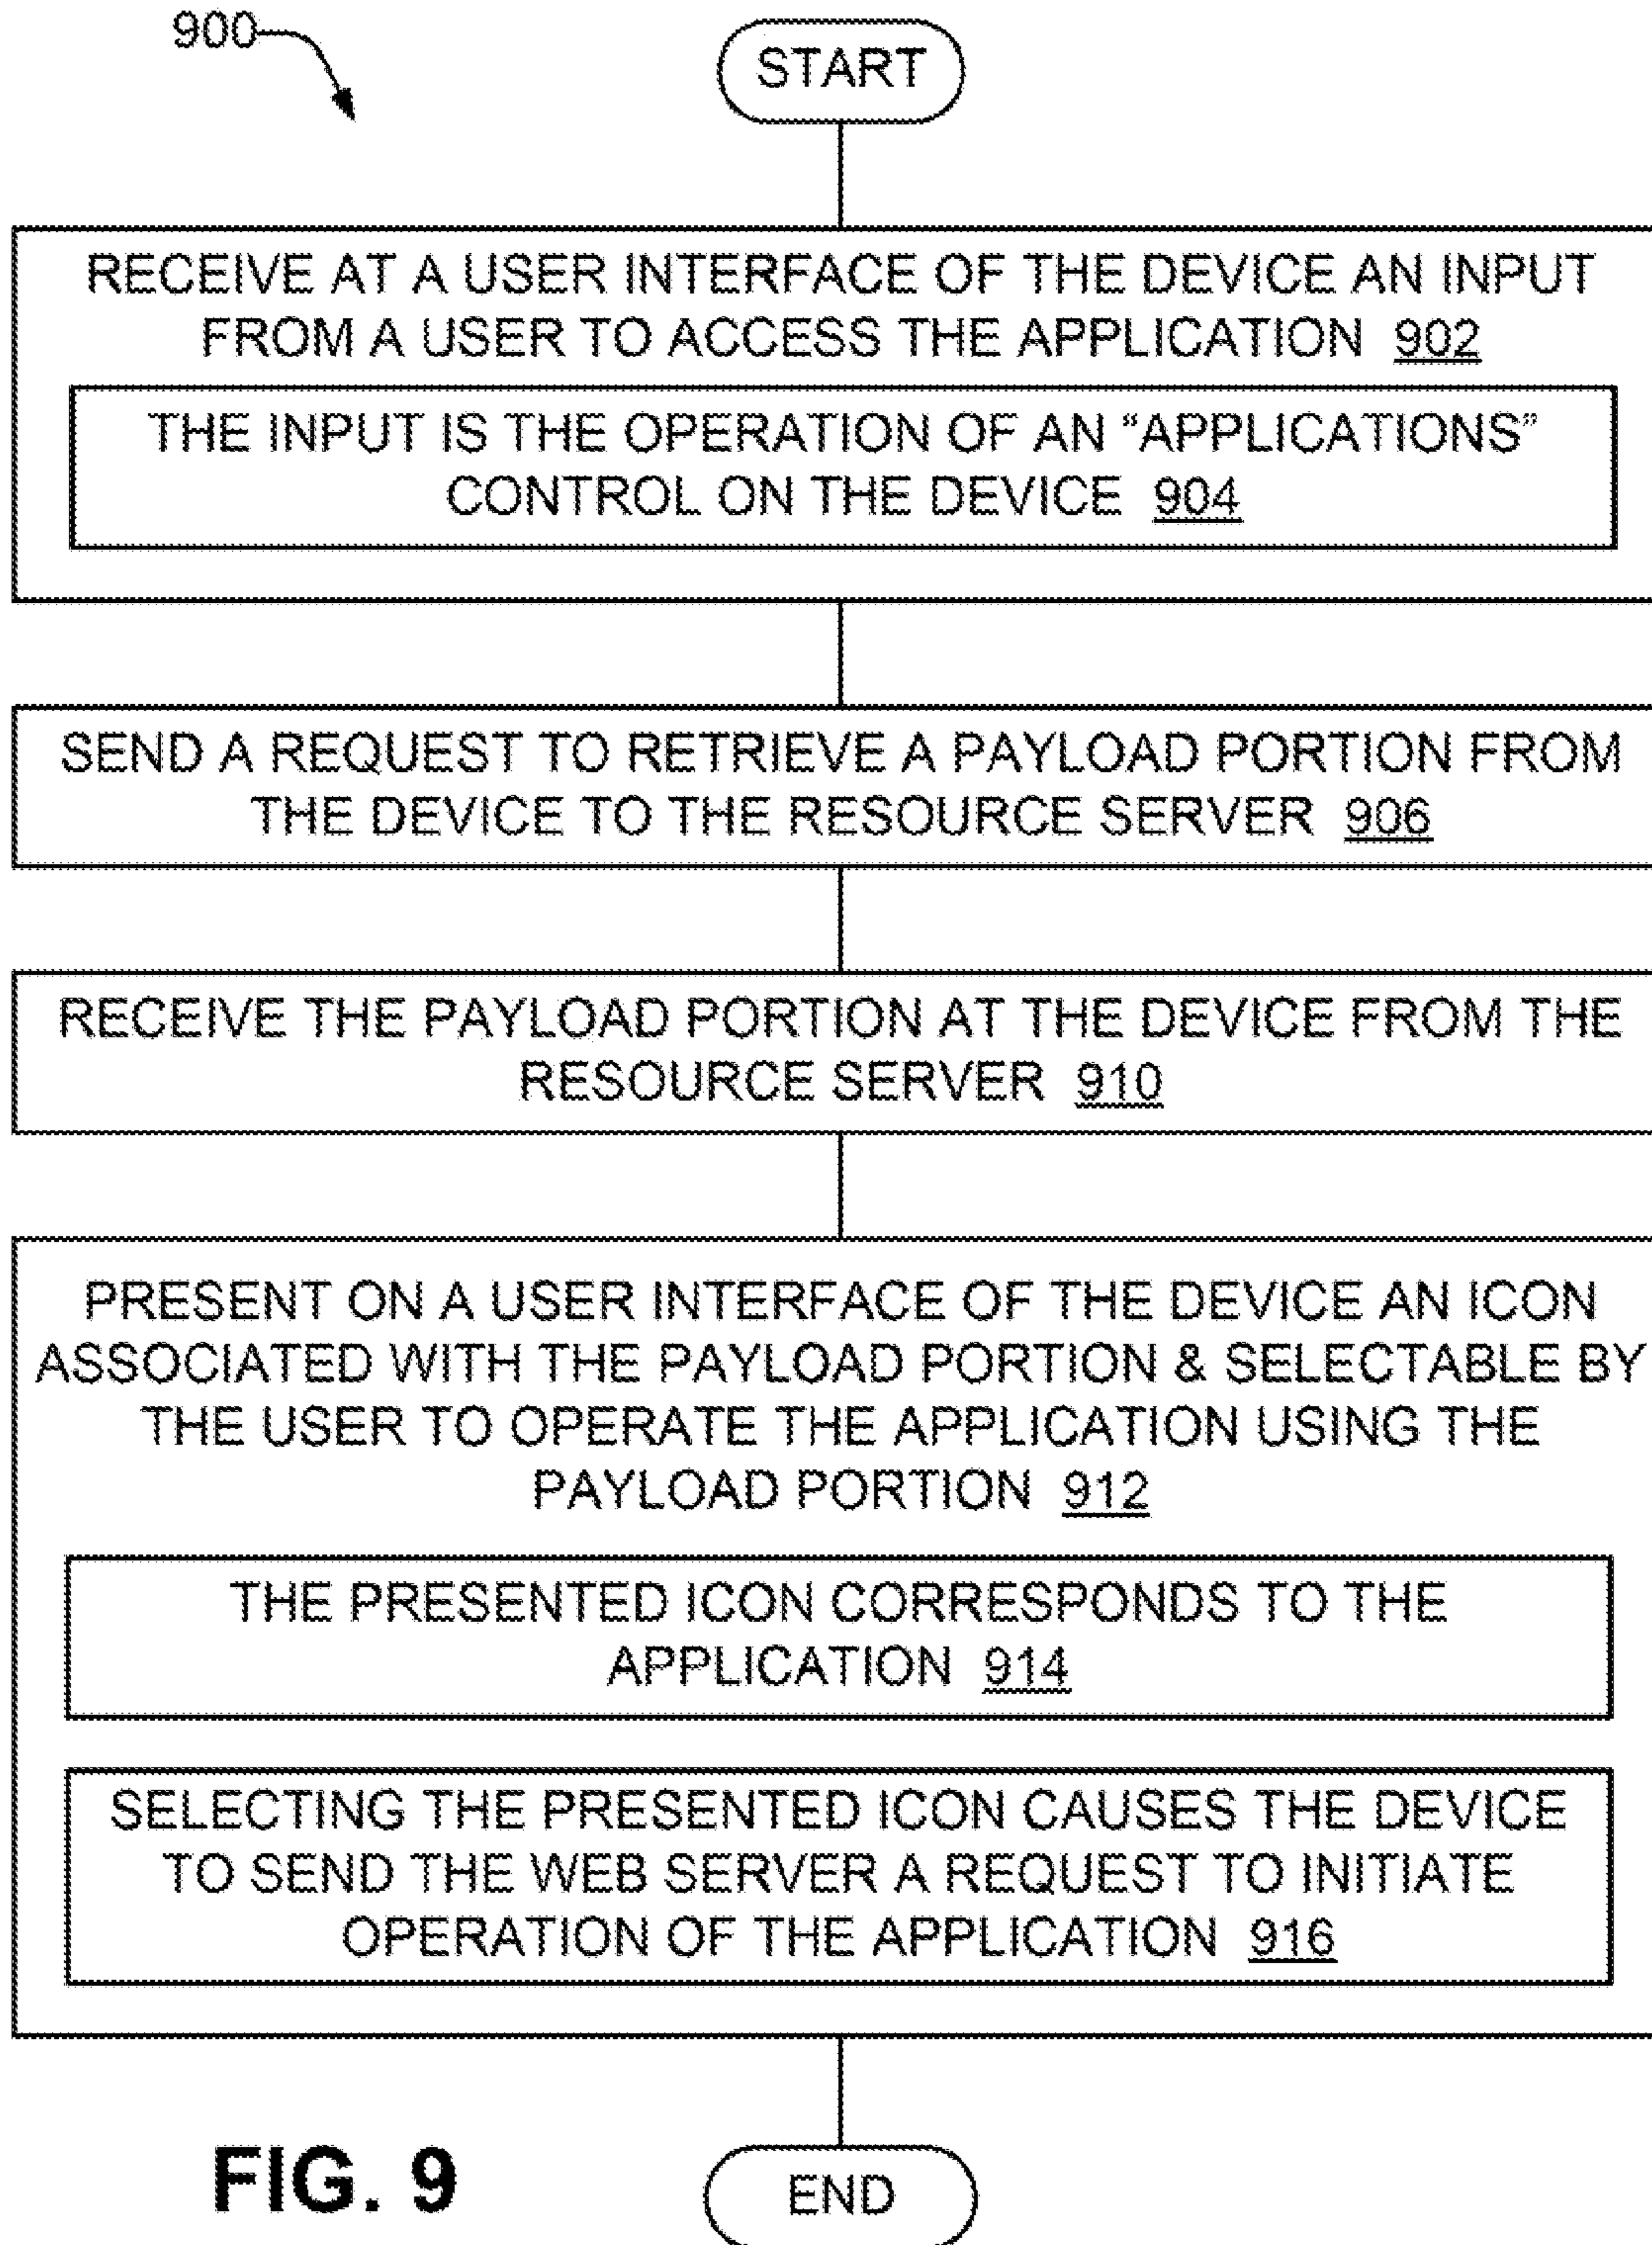 900
START
RECEIVE AT A USER INTERFACE OF THE DEVICE AN INPUT
FROM A USER TO ACCESS THE APPLICATION 902
THE INPUT IS THE OPERATION OF AN “APPLICATIONS”
CONTROL ON THE DEVICE 904
SEND A REQUEST TO RETRIEVE A PAYLOAD PORTION FROM
THE DEVICE TO THE RESOURCE SERVER 906
RECEIVE THE PAYLOAD PORTION AT THE DEVICE FROM THE
RESOURCE SERVER 910
PRESENT ON A USER INTERFACE OF THE DEVICE AN ICON
ASSOCIATED WITH THE PAYLOAD PORTION & SELECTABLE BY
THE USER TO OPERATE THE APPLICATION USING THE
PAYLOAD PORTION 912
THE PRESENTED ICON CORRESPONDS TO THE
APPLICATION 914
SELECTING THE PRESENTED ICON CAUSES THE DEVICE
TO SEND THE WEB SERVER A REQUEST TO INITIATE
OPERATION OF THE APPLICATION 916
FIG. 9
END